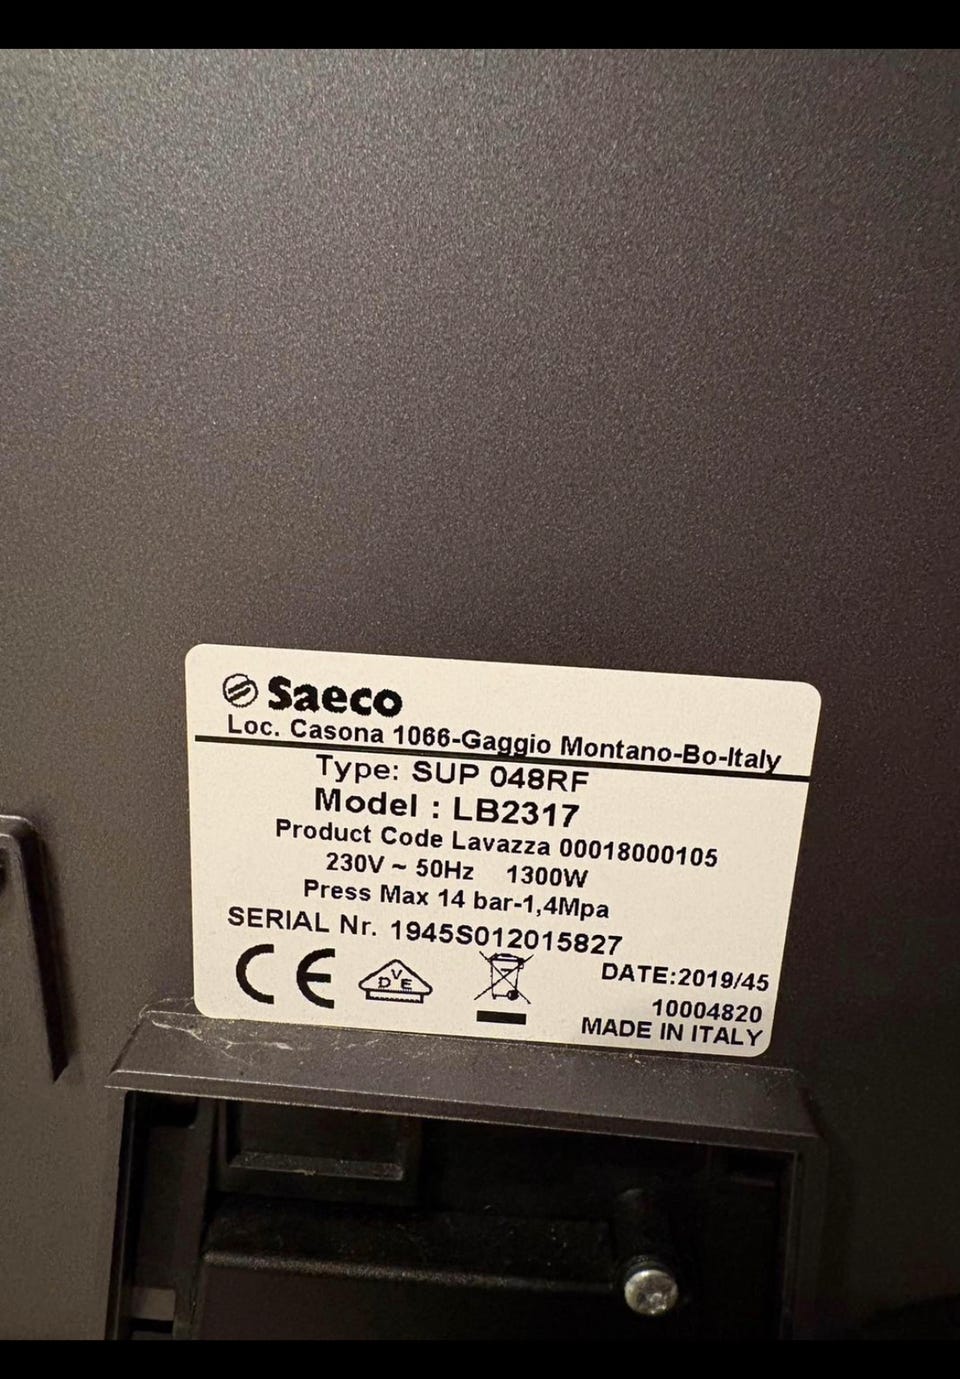 Saeco
Loc. Casona 1066-Gaggio Montano-Bo-Italy
Type: SUP 048RF
Model : LB2317
Product Code Lavazza 00018000105
230V ~ 50Hz 1300W
Press Max 14 bar-1,4Mpa
SERIAL Nr. 1945S012015827
CE
DVE
DATE:2019/45
10004820
MADE IN ITALY